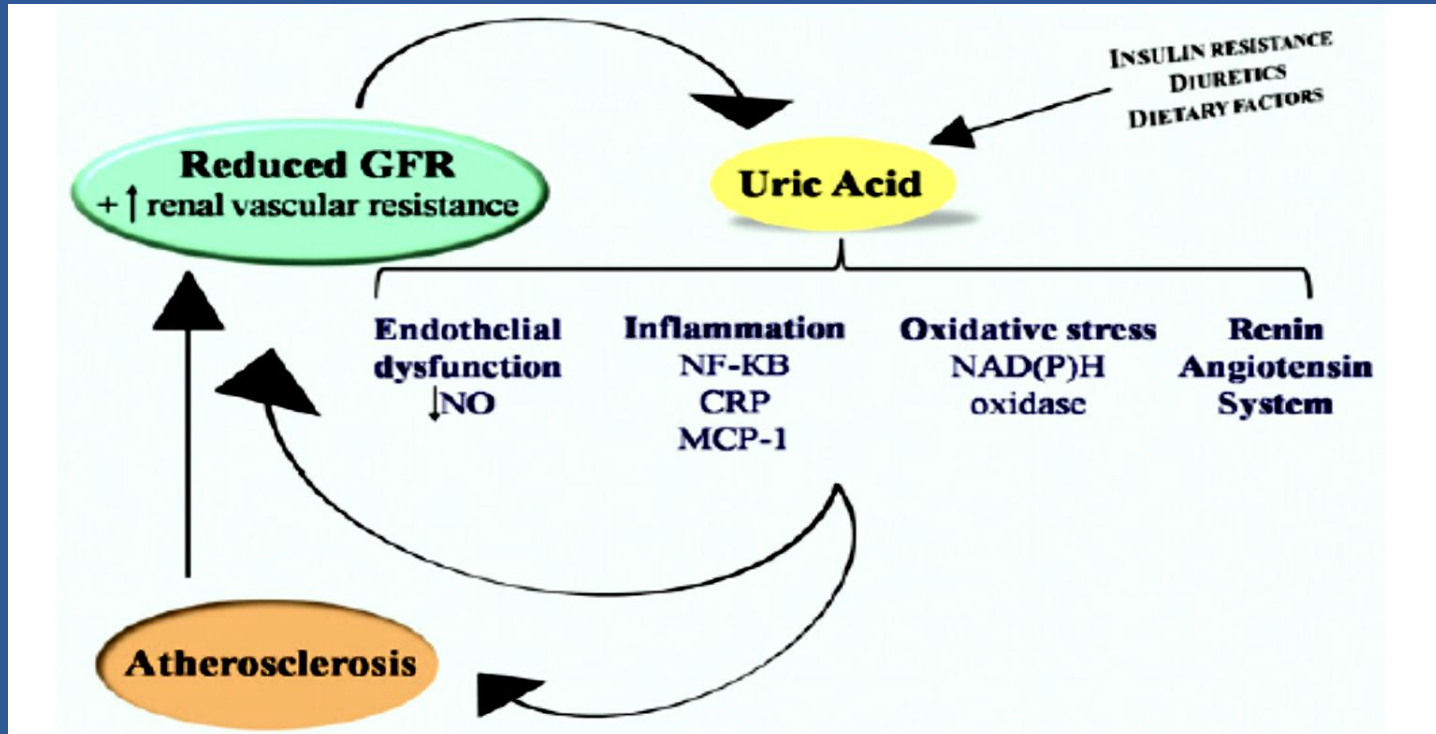 INSULIN RESISTANCE
DIURETICS
DIETARY FACTORS
Reduced GFR
+ ↑ renal vascular resistance
Uric Acid
Endothelial
dysfunction
↓NO
Inflammation
NF-KB
CRP
MCP-1
Oxidative stress
NAD(P)H
oxidase
Renin
Angiotensin
System
Atherosclerosis